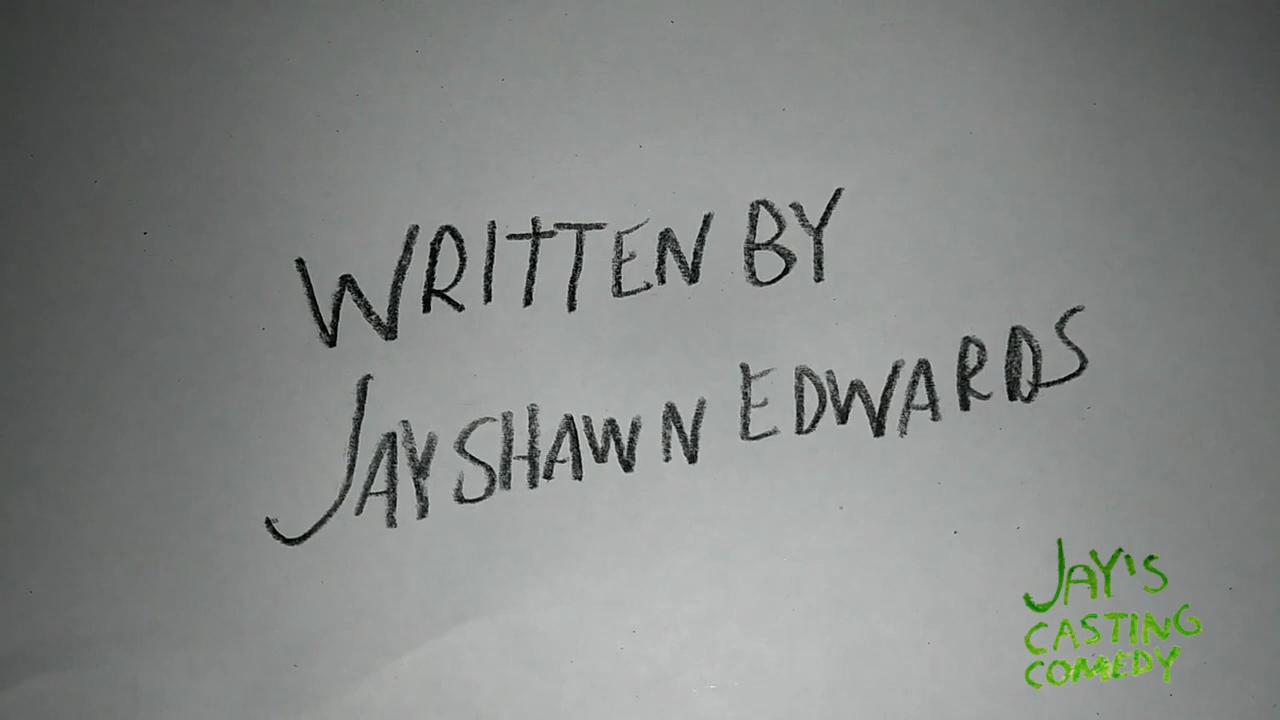 WRITTEN BY
JAYSHAWN EDWARDS
JAY'S
CASTING
COMEDY